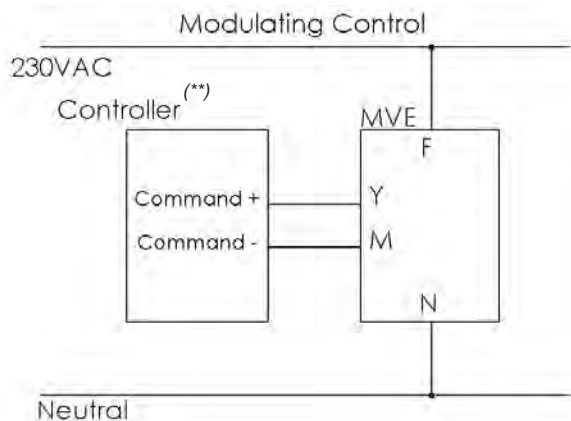 Modulating Control
230VAC
Controller (**)
MVE
F
Command + Y
Command - M
N
Neutral